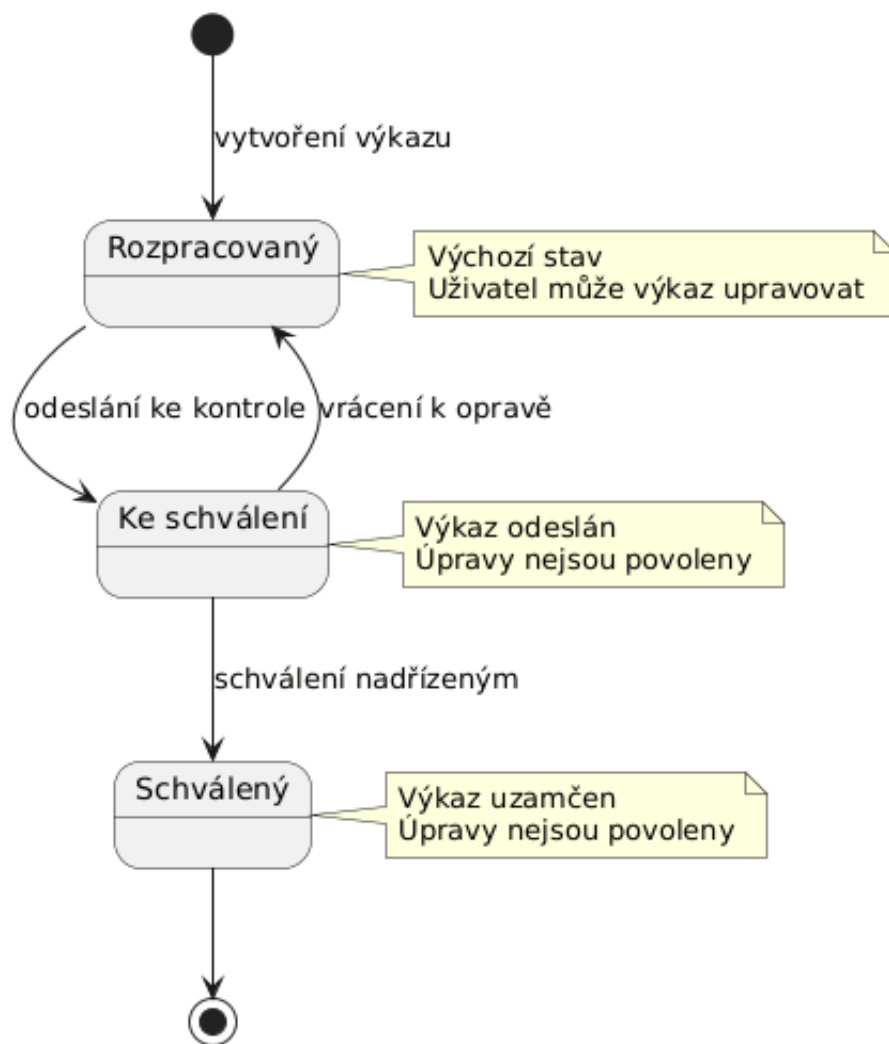 vytvoření výkazu
Rozpracovaný
Výchozí stav
Uživatel může výkaz upravovat
odeslání ke kontrole
vrácení k opravě
Ke schválení
Výkaz odeslán
Úpravy nejsou povoleny
schválení nadřízeným
Schválený
Výkaz uzamčen
Úpravy nejsou povoleny